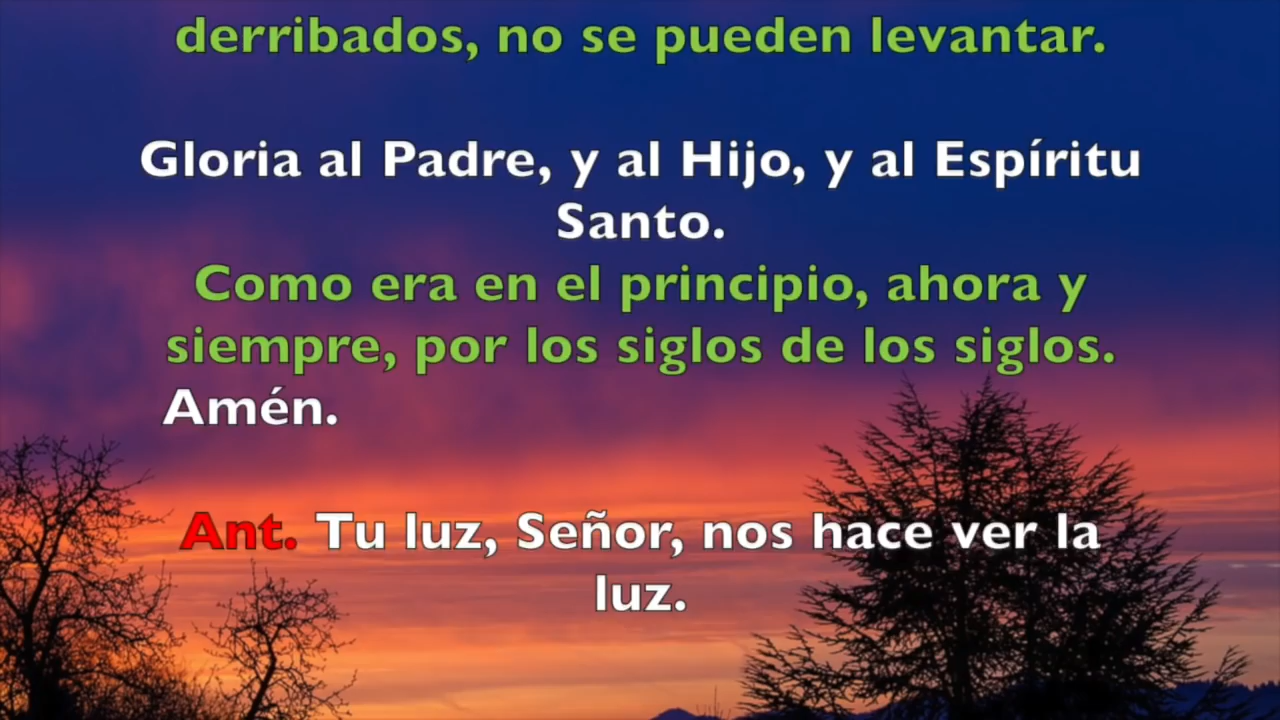 derribados, no se pueden levantar.
Gloria al Padre, y al Hijo, y al Espíritu
Santo.
Como era en el principio, ahora y
siempre, por los siglos de los siglos.
Amén.
Ant. Tu luz, Señor, nos hace ver la
luz.